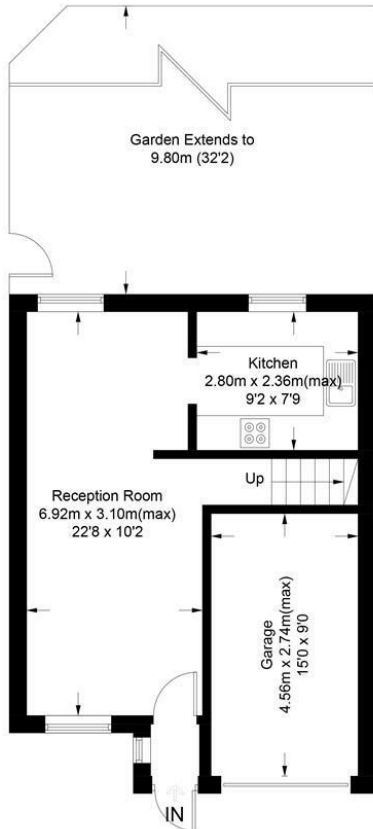 Garden Extends to
9.80m (32'2)
Kitchen
2.80m x 2.36m(max)
9'2 x 7'9
Up
Reception Room
6.92m x 3.10m(max)
22'8 x 10'2
Garage
4.56m x 2.74m(max)
15'0 x 9'0
IN